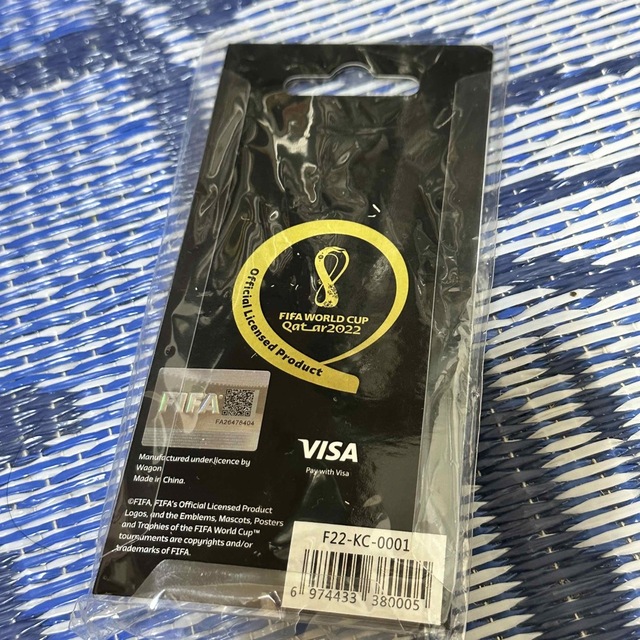 FIFA WORLD CUP
Qatar2022
Official Licensed Product
FIFA
FA26476404
VISA
Pay with Visa
Manufactured under licence by
Wagon
Made in China.
©FIFA, FIFA's Official Licensed Product
Logos, and the Emblems, Mascots, Posters
and Trophies of the FIFA World Cup™
tournaments are copyrights and/or
trademarks of FIFA.
F22-KC-0001
6 974433 380005